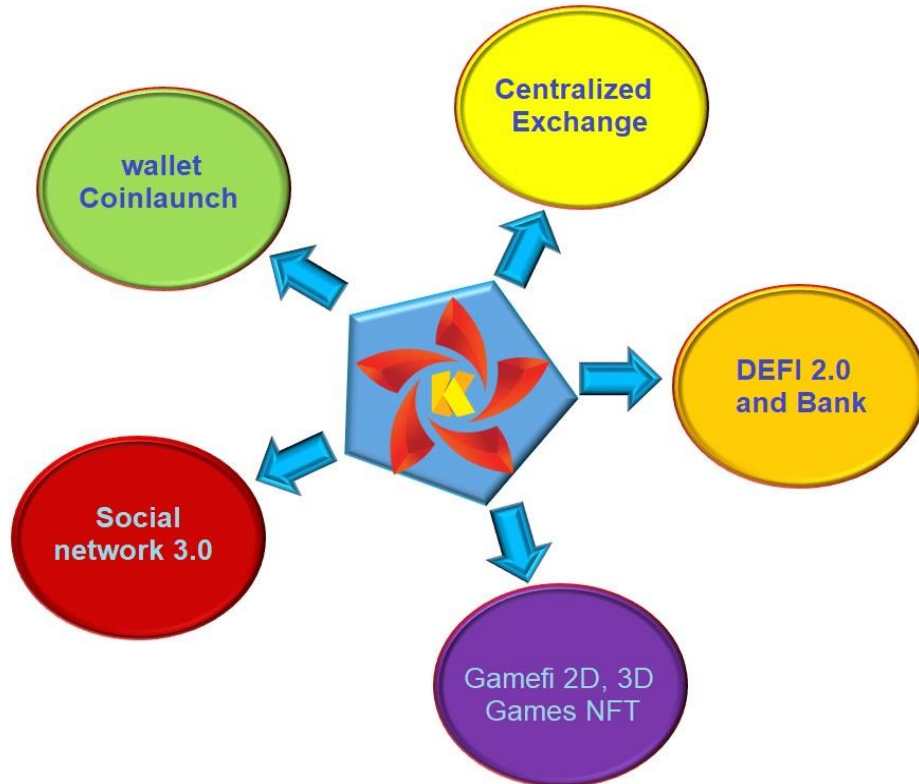 Centralized
Exchange
wallet
Coinlaunch
K
DEFI 2.0
and Bank
Social
network 3.0
Gamefi 2D, 3D
Games NFT